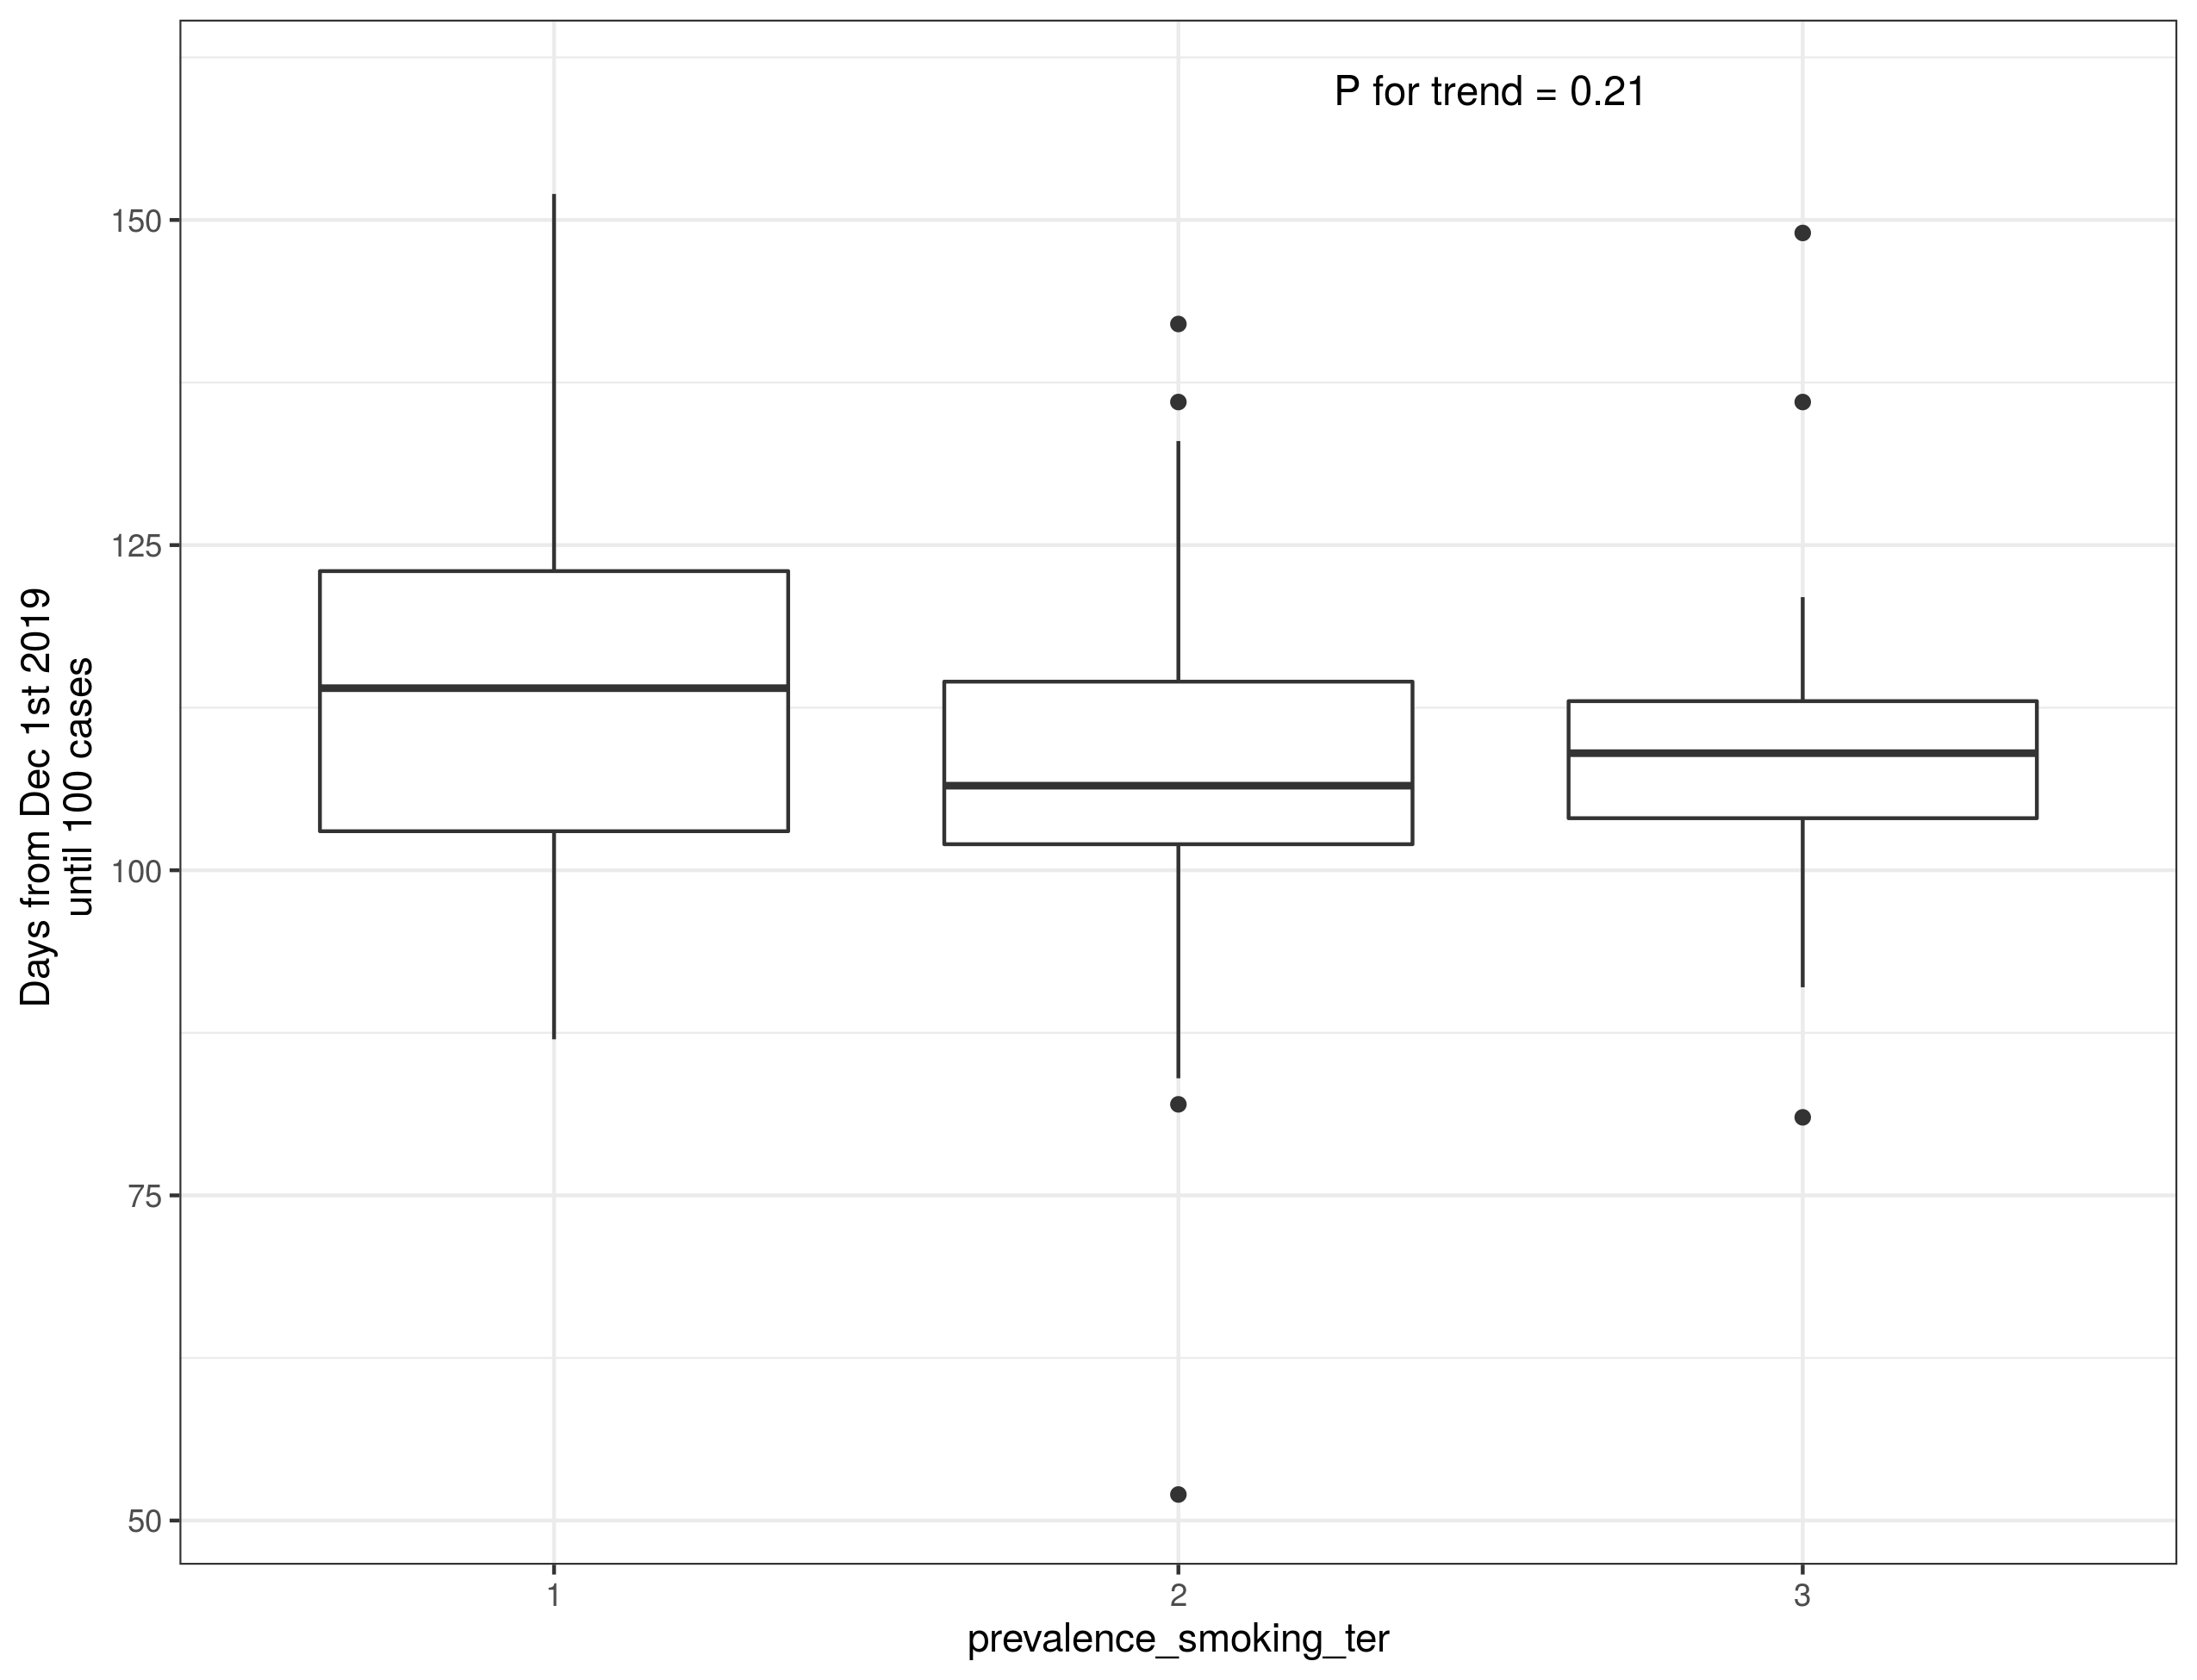 P for trend = 0.21
Days from Dec 1st 2019
until 100 cases
150
125
100
75
50
1
2
3
prevalence_smoking_ter